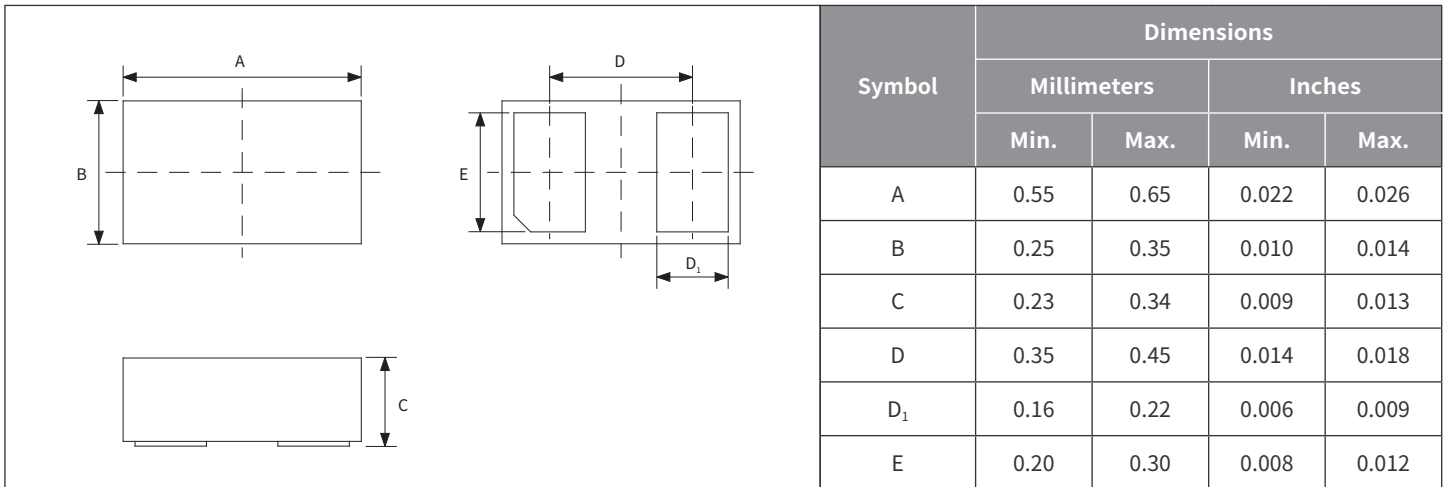 A
B
D
E
D₁
C
Symbol
Dimensions
Millimeters
Inches
Min.
Max.
Min.
Max.
A 0.55 0.65 0.022 0.026
B 0.25 0.35 0.010 0.014
C 0.23 0.34 0.009 0.013
D 0.35 0.45 0.014 0.018
D₁ 0.16 0.22 0.006 0.009
E 0.20 0.30 0.008 0.012